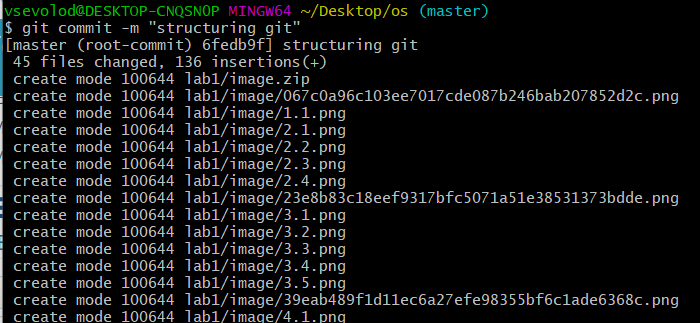 vsevolod@DESKTOP-CNQSN0P MINGW64 ~/Desktop/os (master)
$ git commit -m "structuring git"
[master (root-commit) 6fedb9f] structuring git
 45 files changed, 136 insertions(+)
 create mode 100644 lab1/image.zip
 create mode 100644 lab1/image/067c0a96c103ee7017cde087b246bab207852d2c.png
 create mode 100644 lab1/image/1.1.png
 create mode 100644 lab1/image/2.1.png
 create mode 100644 lab1/image/2.2.png
 create mode 100644 lab1/image/2.3.png
 create mode 100644 lab1/image/2.4.png
 create mode 100644 lab1/image/23e8b83c18eef9317bfc5071a51e38531373bdde.png
 create mode 100644 lab1/image/3.1.png
 create mode 100644 lab1/image/3.2.png
 create mode 100644 lab1/image/3.3.png
 create mode 100644 lab1/image/3.4.png
 create mode 100644 lab1/image/3.5.png
 create mode 100644 lab1/image/39eab489f1d11ec6a27efe98355bf6c1ade6368c.png
 create mode 100644 lab1/image/4.1.png